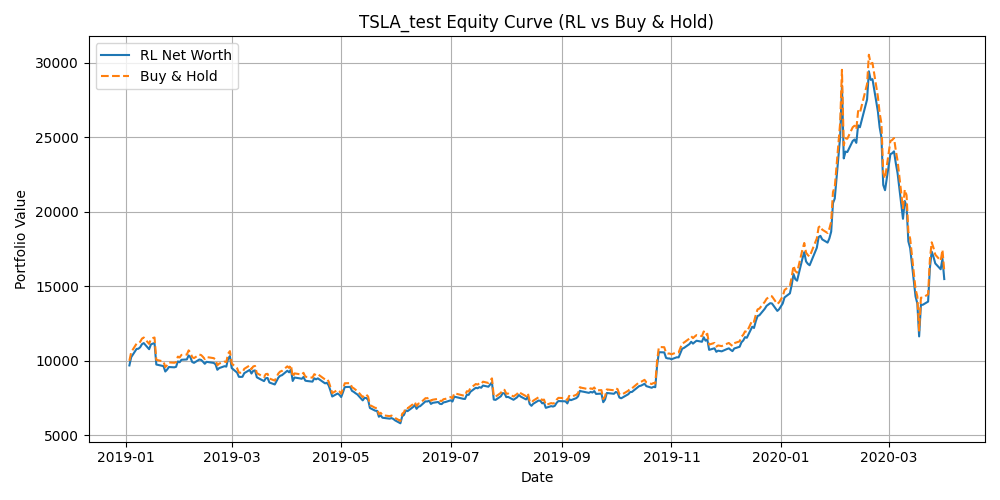 TSLA_test Equity Curve (RL vs Buy & Hold)
RL Net Worth
Buy & Hold
Portfolio Value
30000
25000
20000
15000
10000
5000
2019-01 2019-03 2019-05 2019-07 2019-09 2019-11 2020-01 2020-03
Date